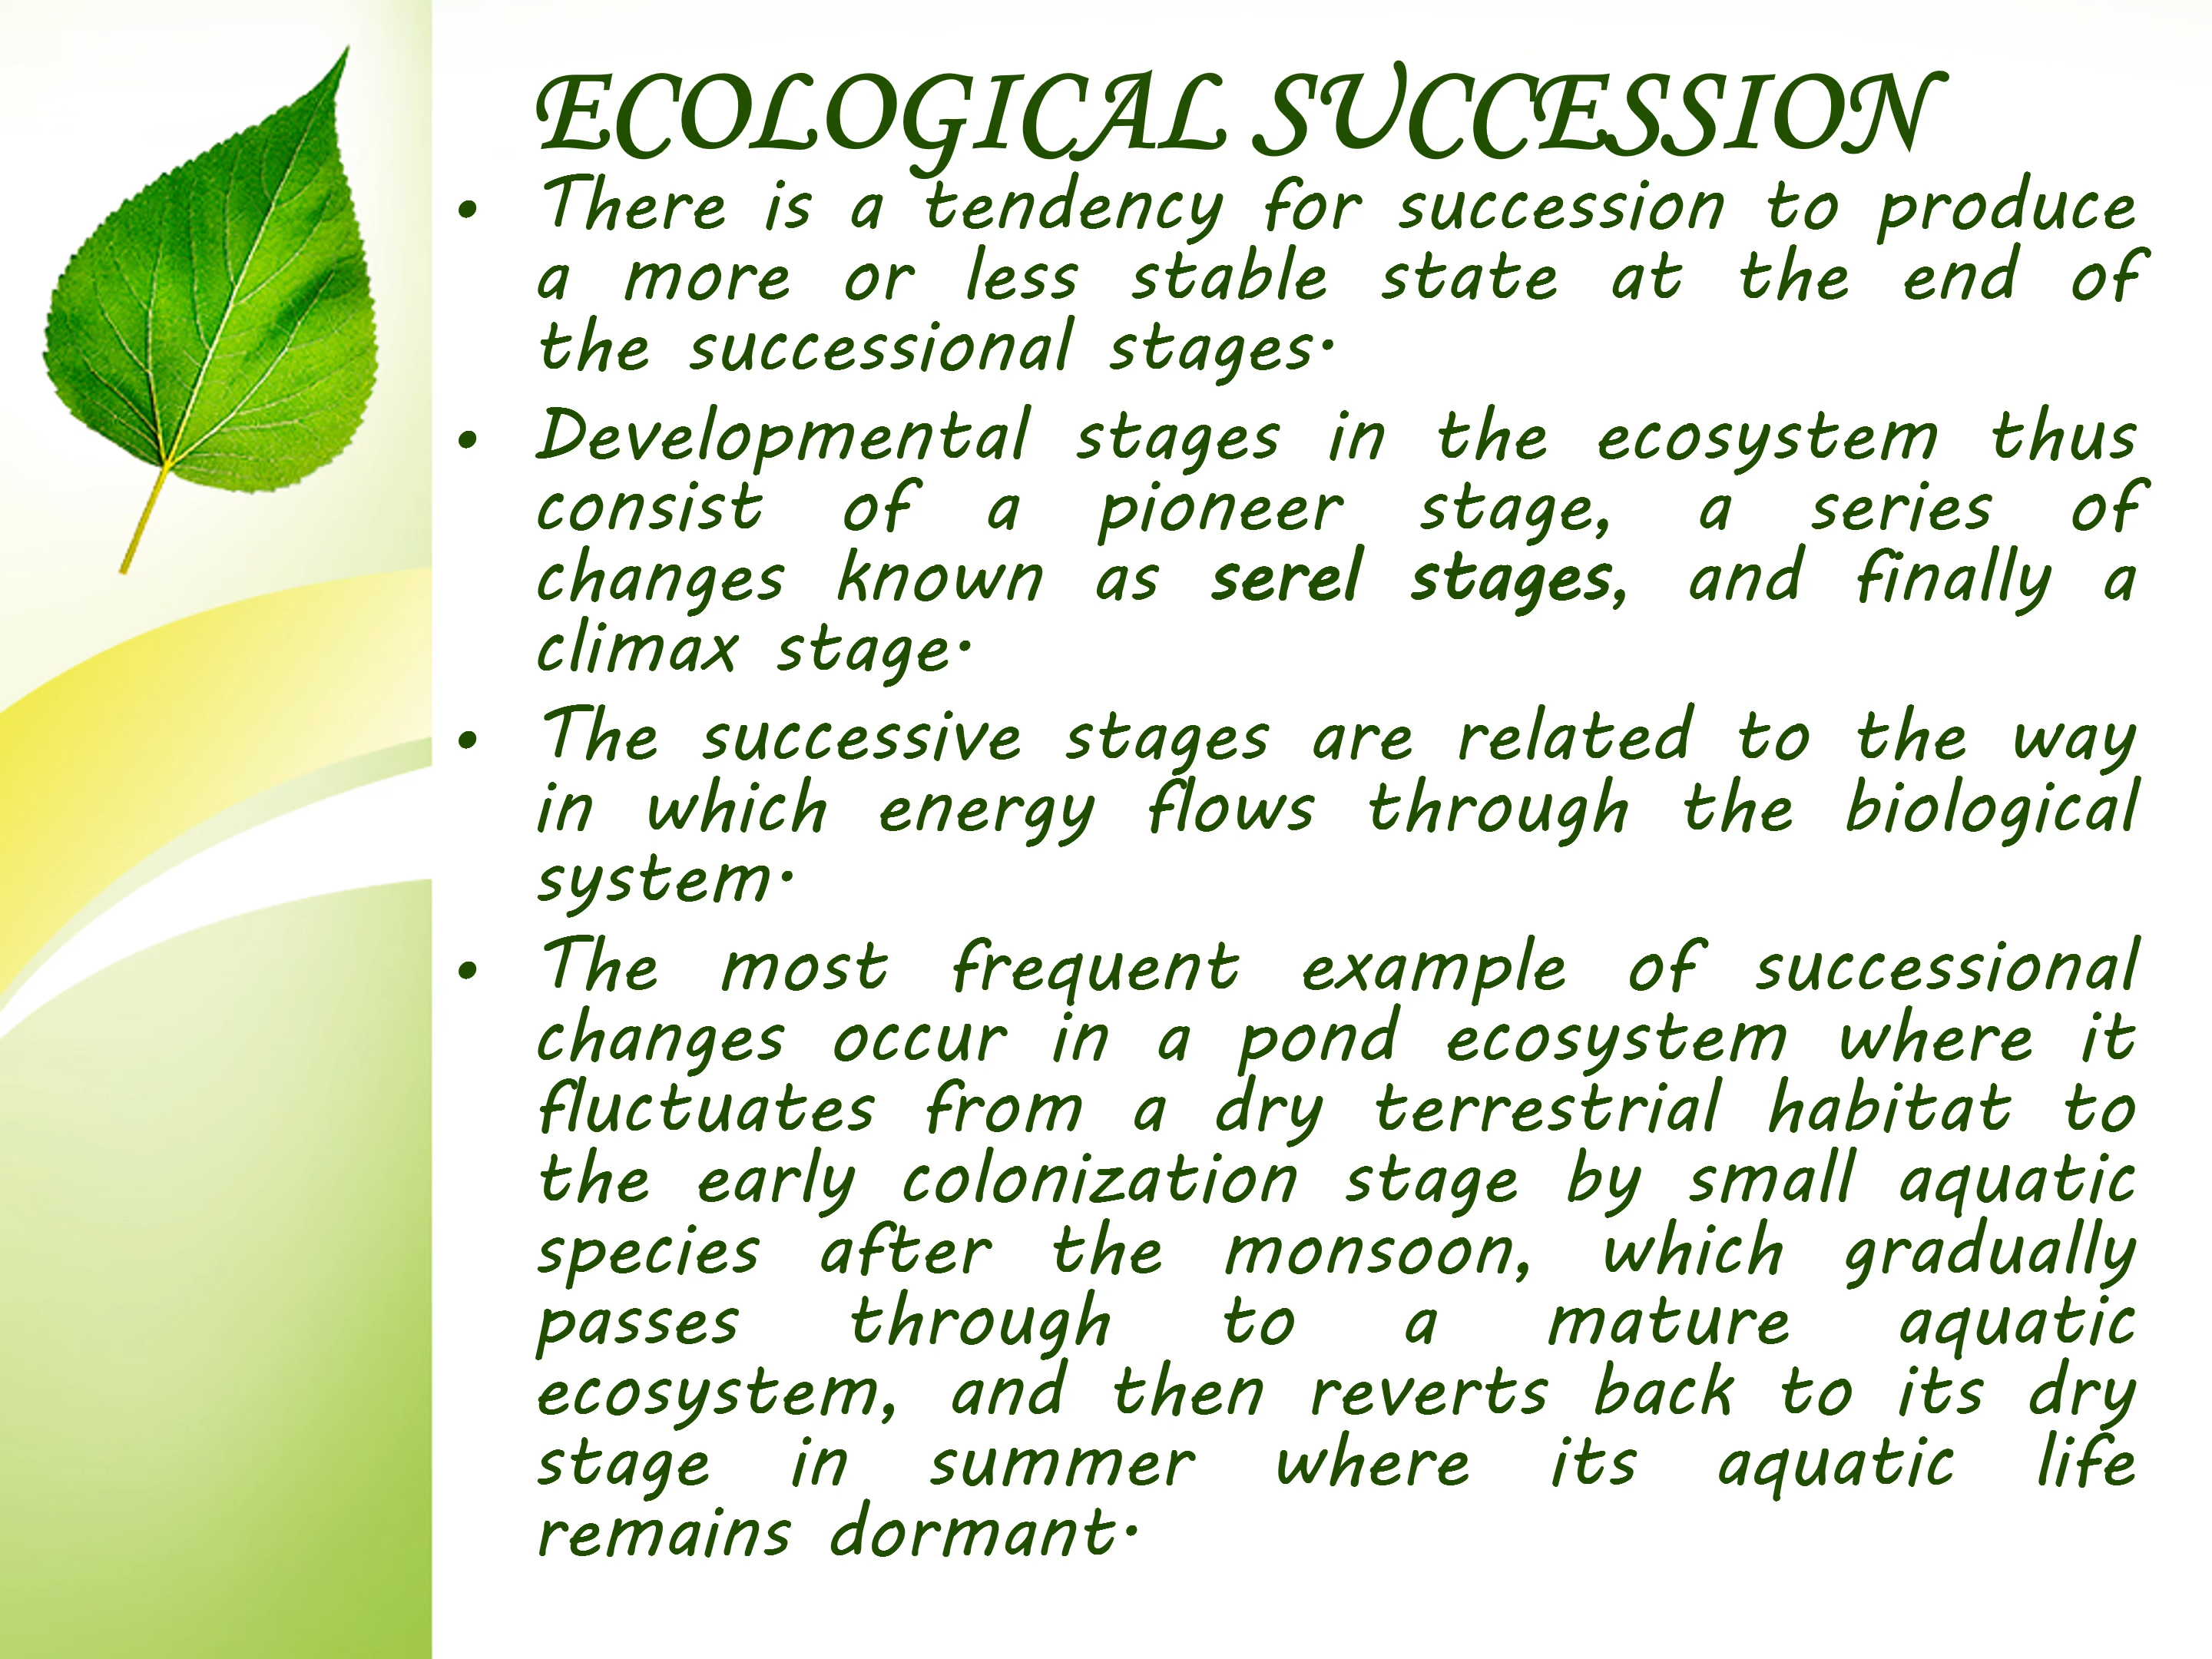 ECOLOGICAL SUCCESSION
• There is a tendency for succession to produce
a more or less stable state at the end of
the successional stages.
• Developmental stages in the ecosystem thus
consist of a pioneer stage, a series of
changes known as serel stages, and finally a
climax stage.
• The successive stages are related to the way
in which energy flows through the biological
system.
• The most frequent example of successional
changes occur in a pond ecosystem where it
fluctuates from a dry terrestrial habitat to
the early colonization stage by small aquatic
species after the monsoon, which gradually
passes through to a mature aquatic
ecosystem, and then reverts back to its dry
stage in summer where its aquatic life
remains dormant.